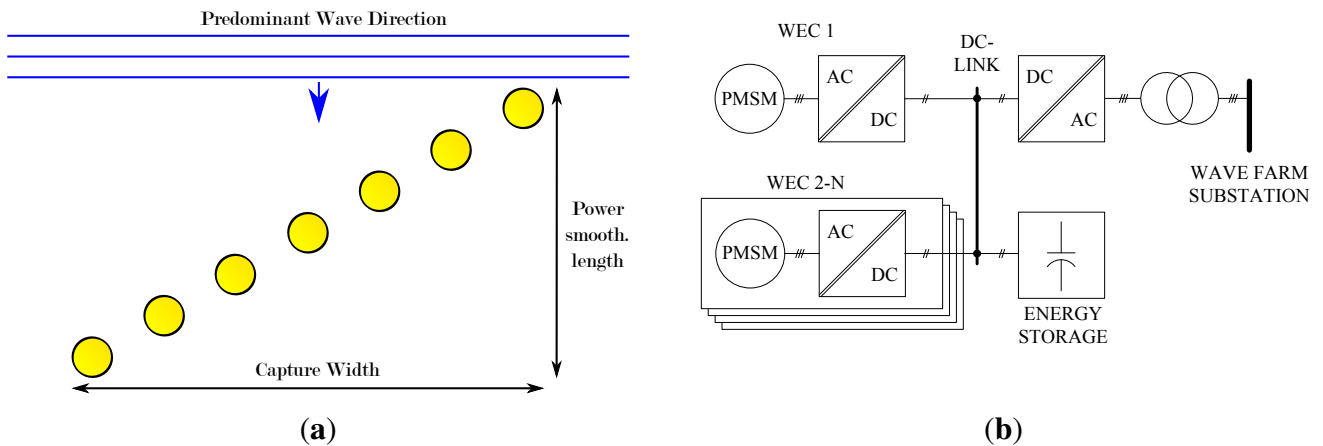 Predominant Wave Direction
Power
smooth.
length
Capture Width
(a)
WEC 1
DC-
LINK
PMSM
AC
DC
DC
AC
WAVE FARM
SUBSTATION
WEC 2-N
PMSM
AC
DC
ENERGY
STORAGE
(b)